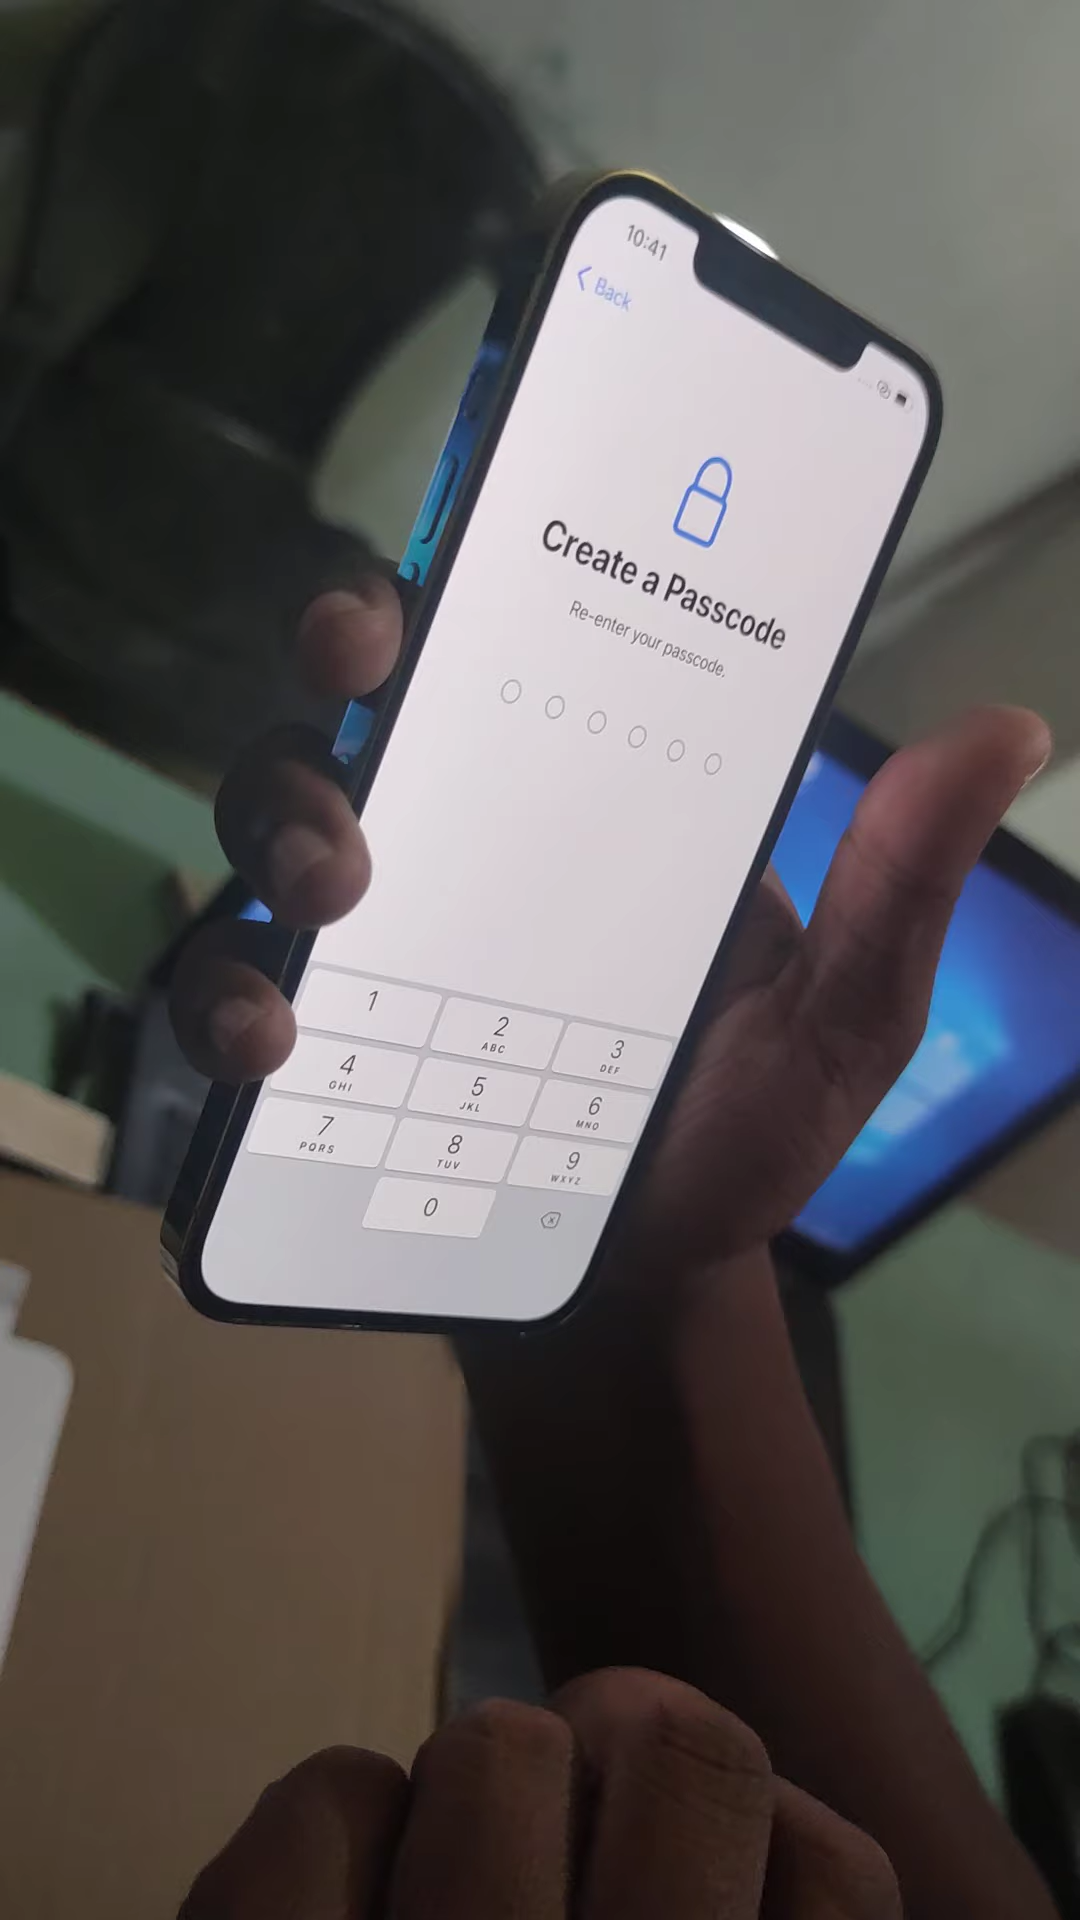 10:41
Back
Create a Passcode
Re-enter your passcode.
1
2
ABC
3
DEF
4
GHI
5
JKL
6
MNO
7
PQRS
8
TUV
9
WXYZ
0